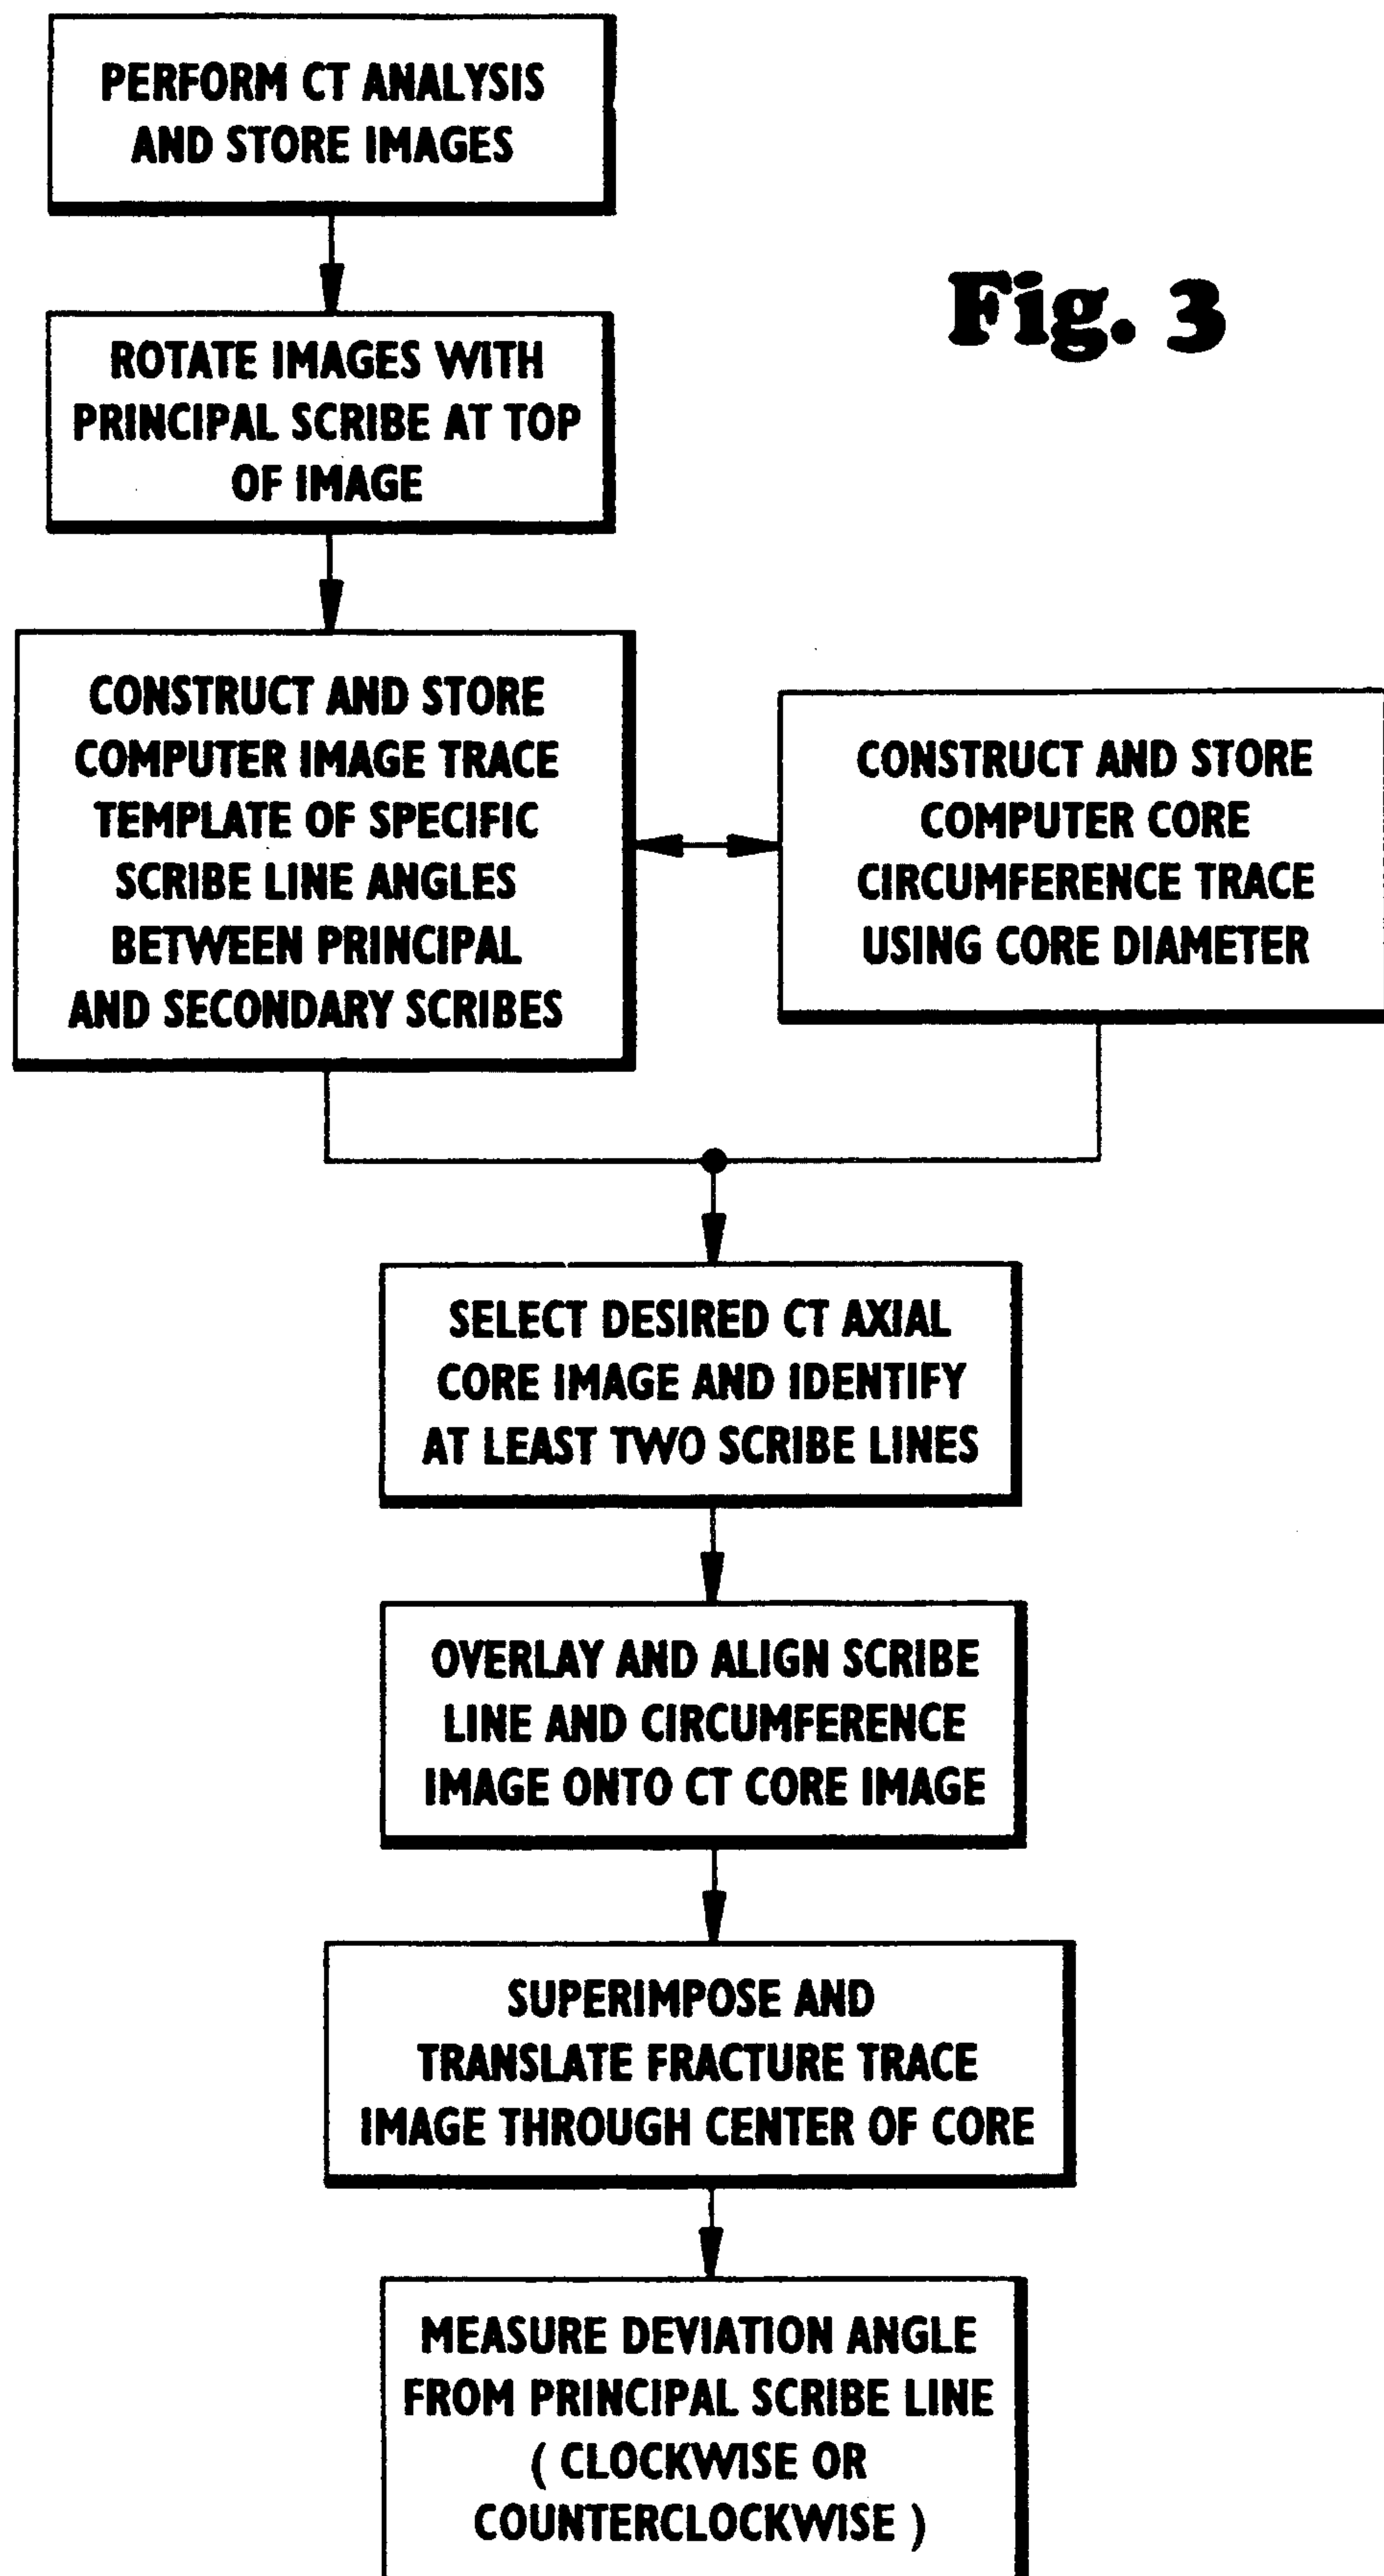 PERFORM CT ANALYSIS
AND STORE IMAGES
Fig. 3
ROTATE IMAGES WITH
PRINCIPAL SCRIBE AT TOP
OF IMAGE
CONSTRUCT AND STORE
COMPUTER IMAGE TRACE
TEMPLATE OF SPECIFIC
SCRIBE LINE ANGLES
BETWEEN PRINCIPAL
AND SECONDARY SCRIBES
CONSTRUCT AND STORE
COMPUTER CORE
CIRCUMFERENCE TRACE
USING CORE DIAMETER
SELECT DESIRED CT AXIAL
CORE IMAGE AND IDENTIFY
AT LEAST TWO SCRIBE LINES
OVERLAY AND ALIGN SCRIBE
LINE AND CIRCUMFERENCE
IMAGE ONTO CT CORE IMAGE
SUPERIMPOSE AND
TRANSLATE FRACTURE TRACE
IMAGE THROUGH CENTER OF CORE
MEASURE DEVIATION ANGLE
FROM PRINCIPAL SCRIBE LINE
( CLOCKWISE OR
COUNTERCLOCKWISE )